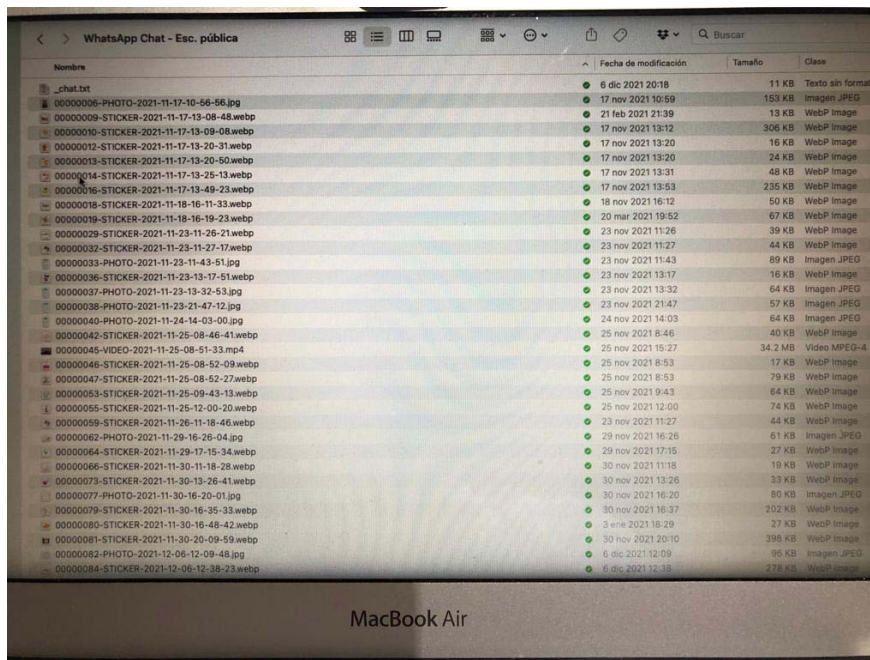 WhatsApp Chat - Esc. pública Buscar
Nombre Fecha de modificación Tamaño Clase
_chat.txt 6 dic 2021 20:18 11 KB Texto sin format
00000006-PHOTO-2021-11-17-10-56-56.jpg 17 nov 2021 10:59 153 KB Imagen JPEG
00000009-STICKER-2021-11-17-13-08-48.webp 21 feb 2021 21:39 13 KB WebP Image
00000010-STICKER-2021-11-17-13-09-08.webp 17 nov 2021 13:12 306 KB WebP Image
00000012-STICKER-2021-11-17-13-20-31.webp 17 nov 2021 13:20 16 KB WebP Image
00000013-STICKER-2021-11-17-13-20-50.webp 17 nov 2021 13:20 24 KB WebP Image
00000014-STICKER-2021-11-17-13-25-13.webp 17 nov 2021 13:31 48 KB WebP Image
00000016-STICKER-2021-11-17-13-49-23.webp 17 nov 2021 13:53 235 KB WebP Image
00000018-STICKER-2021-11-18-16-11-33.webp 18 nov 2021 16:12 50 KB WebP Image
00000019-STICKER-2021-11-18-16-19-23.webp 20 mar 2021 19:52 67 KB WebP Image
00000029-STICKER-2021-11-23-11-26-21.webp 23 nov 2021 11:26 39 KB WebP Image
00000032-STICKER-2021-11-23-11-27-17.webp 23 nov 2021 11:27 44 KB WebP Image
00000033-PHOTO-2021-11-23-11-43-51.jpg 23 nov 2021 11:43 89 KB Imagen JPEG
00000036-STICKER-2021-11-23-13-17-51.webp 23 nov 2021 13:17 16 KB WebP Image
00000037-PHOTO-2021-11-23-13-32-53.jpg 23 nov 2021 13:32 64 KB Imagen JPEG
00000038-PHOTO-2021-11-23-21-47-12.jpg 23 nov 2021 21:47 57 KB Imagen JPEG
00000040-PHOTO-2021-11-24-14-03-00.jpg 24 nov 2021 14:03 64 KB Imagen JPEG
00000042-STICKER-2021-11-25-08-46-41.webp 25 nov 2021 8:46 40 KB WebP Image
00000045-VIDEO-2021-11-25-08-51-33.mp4 25 nov 2021 15:27 34.2 MB Vídeo MPEG-4
00000046-STICKER-2021-11-25-08-52-09.webp 25 nov 2021 8:53 17 KB WebP Image
00000047-STICKER-2021-11-25-08-52-27.webp 25 nov 2021 8:53 79 KB WebP Image
00000053-STICKER-2021-11-25-09-43-13.webp 25 nov 2021 9:43 64 KB WebP Image
00000055-STICKER-2021-11-25-12-00-20.webp 25 nov 2021 12:00 74 KB WebP Image
00000059-STICKER-2021-11-26-11-18-46.webp 23 nov 2021 11:27 44 KB WebP Image
00000062-PHOTO-2021-11-29-16-26-04.jpg 29 nov 2021 16:26 61 KB Imagen JPEG
00000064-STICKER-2021-11-29-17-15-34.webp 29 nov 2021 17:15 27 KB WebP Image
00000066-STICKER-2021-11-30-11-18-28.webp 30 nov 2021 11:18 19 KB WebP Image
00000073-STICKER-2021-11-30-13-26-41.webp 30 nov 2021 13:26 33 KB WebP Image
00000077-PHOTO-2021-11-30-16-20-01.jpg 30 nov 2021 16:20 80 KB Imagen JPEG
00000079-STICKER-2021-11-30-16-35-33.webp 30 nov 2021 16:37 202 KB WebP Image
00000080-STICKER-2021-11-30-16-48-42.webp 3 ene 2021 18:29 27 KB WebP Image
00000081-STICKER-2021-11-30-20-09-59.webp 30 nov 2021 20:10 398 KB WebP Image
00000082-PHOTO-2021-12-06-12-09-48.jpg 6 dic 2021 12:09 96 KB Imagen JPEG
00000084-STICKER-2021-12-06-12-38-23.webp 6 dic 2021 12:38 278 KB WebP Image
MacBook Air